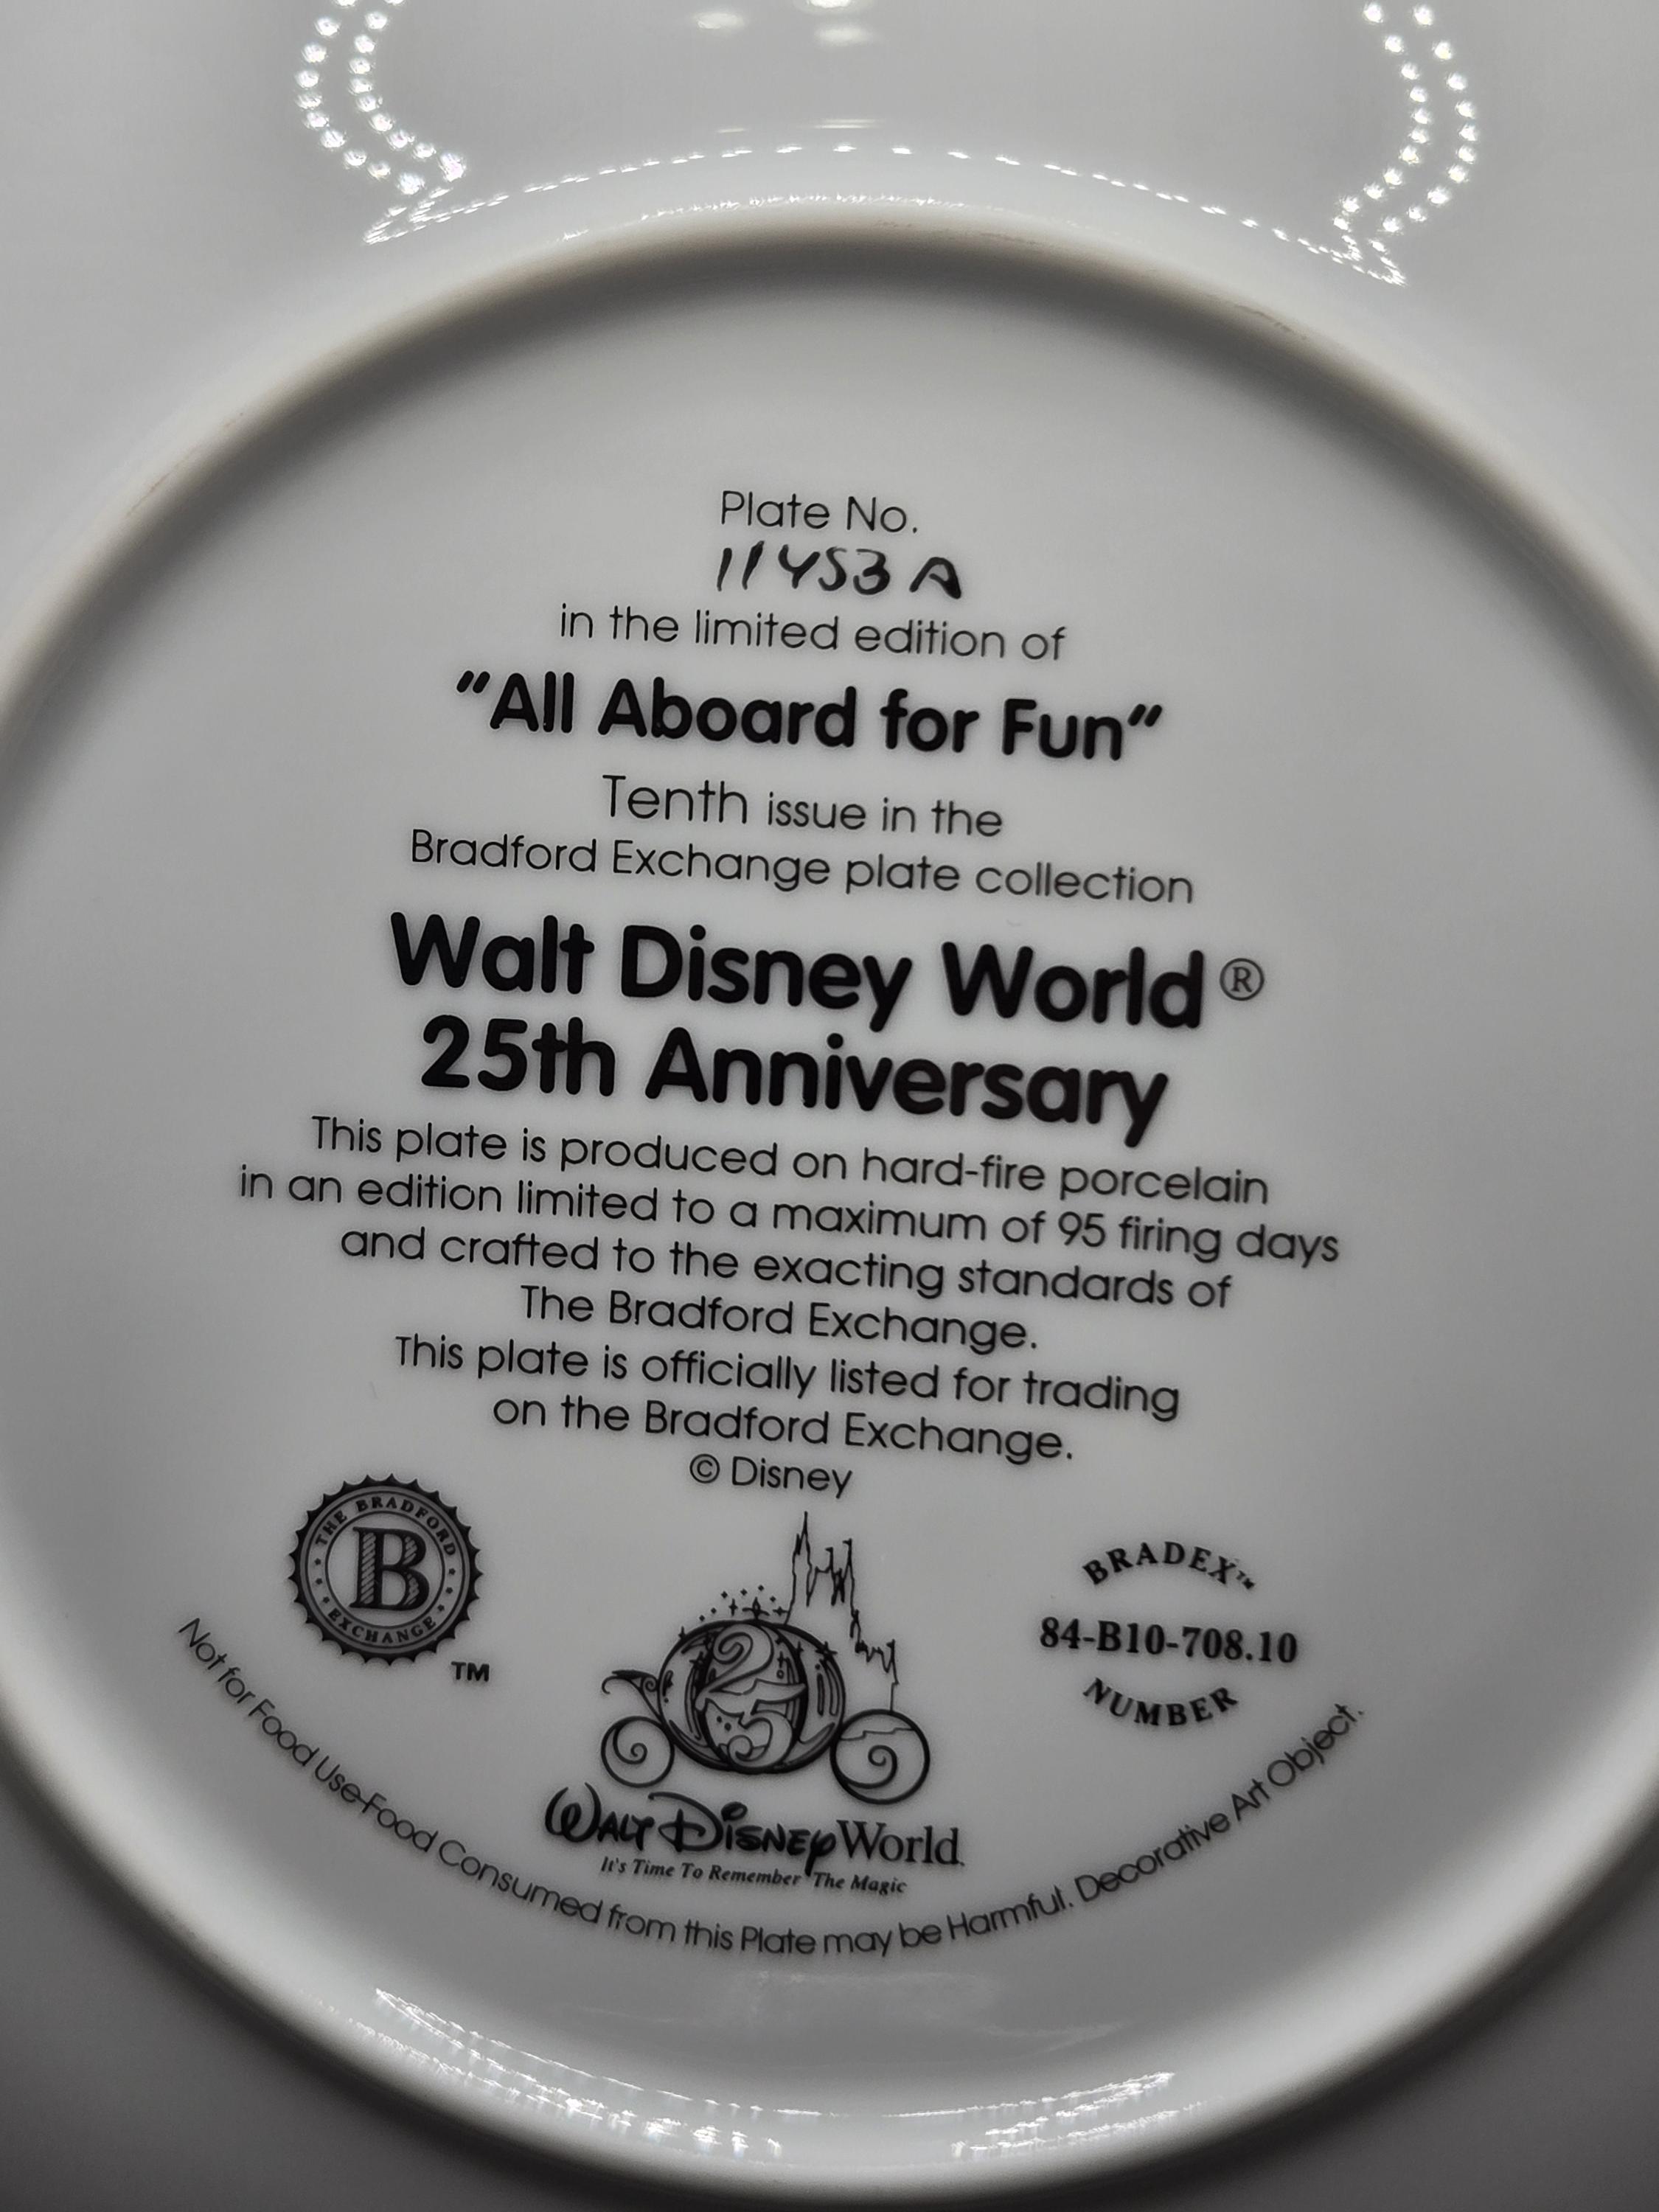 Plate No.
11453 A
in the limited edition of
"All Aboard for Fun"
Tenth issue in the
Bradford Exchange plate collection
Walt Disney World®
25th Anniversary
This plate is produced on hard-fire porcelain
in an edition limited to a maximum of 95 firing days
and crafted to the exacting standards of
The Bradford Exchange.
This plate is officially listed for trading
on the Bradford Exchange.
© Disney
THE BRADFORD
B
EXCHANGE
TM
25
WALT DISNEY World
It's Time To Remember The Magic
BRADEX™
84-B10-708.10
NUMBER
Not for Food Use-Food Consumed from this Plate may be Harmful. Decorative Art Object.